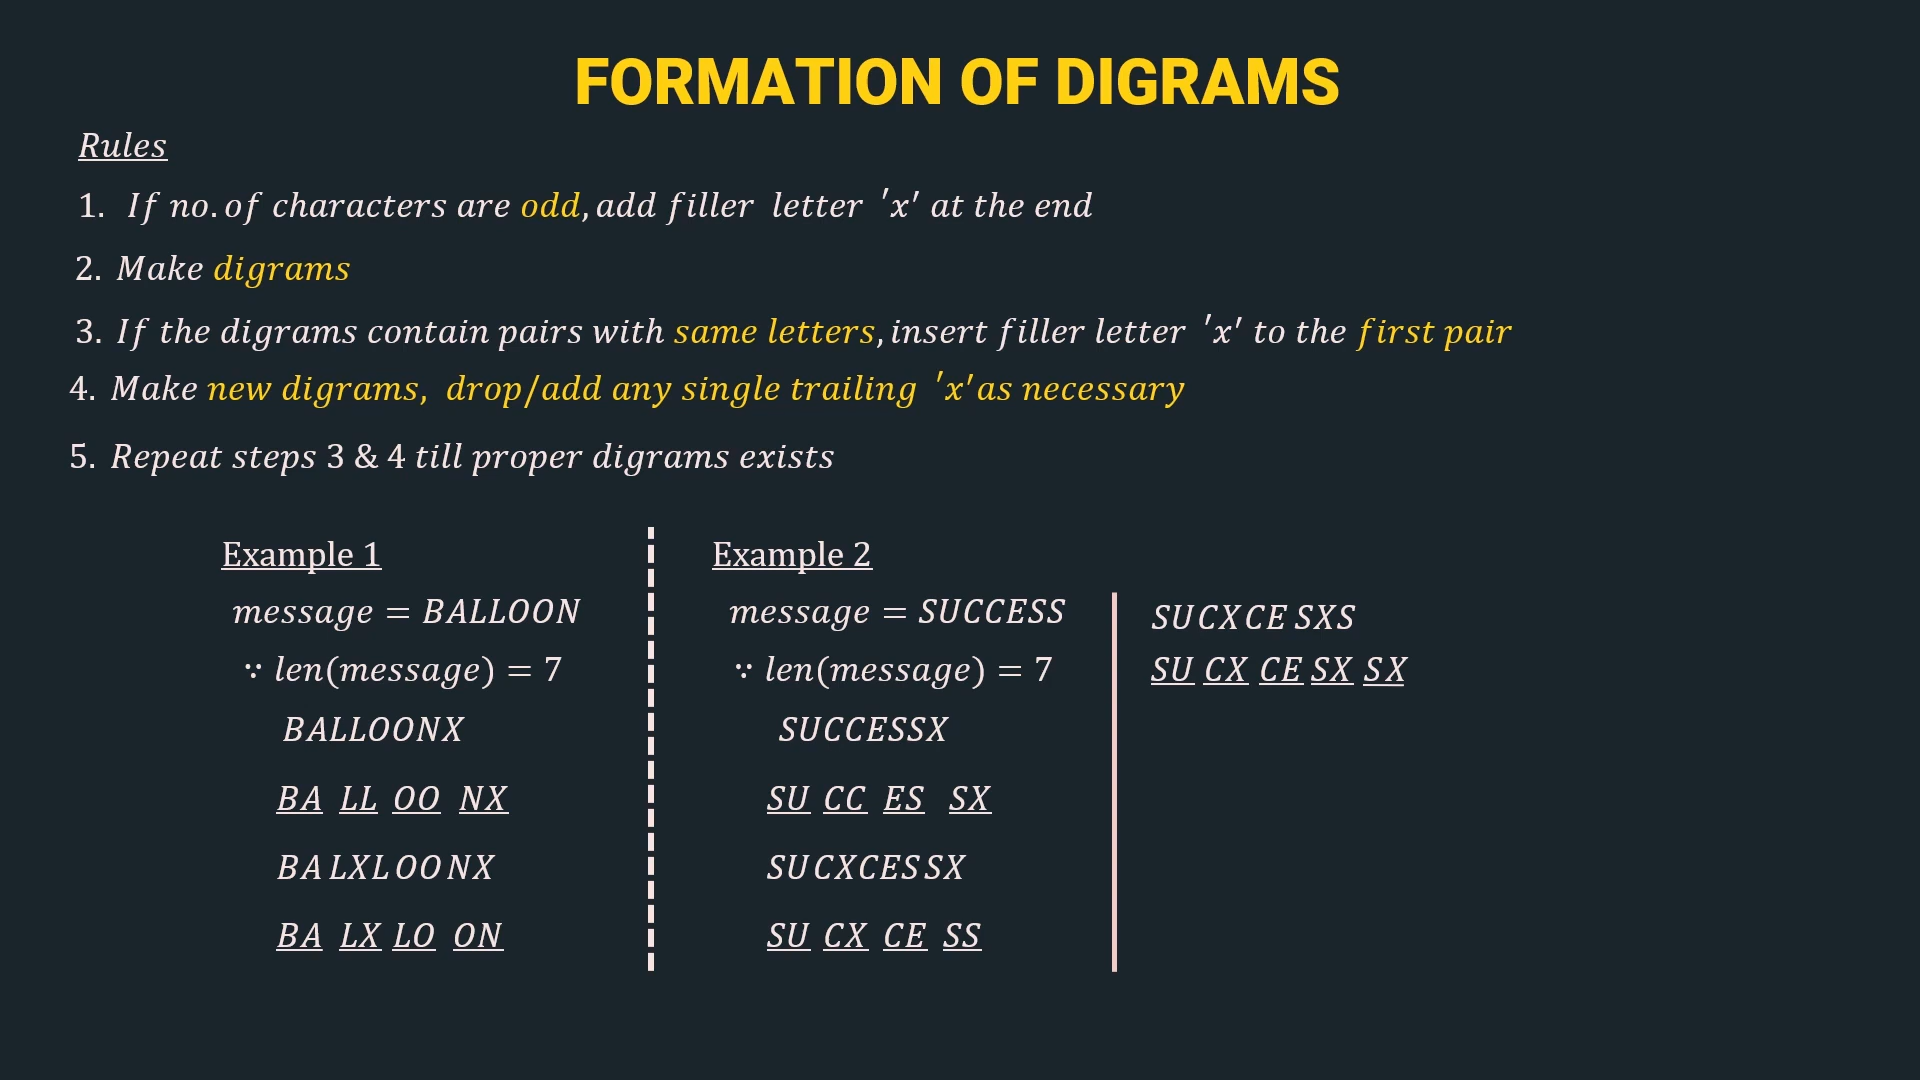 FORMATION OF DIGRAMS
Rules
1. If no.of characters are odd, add filler letter 'x' at the end
2. Make digrams
3. If the digrams contain pairs with same letters, insert filler letter 'x' to the first pair
4. Make new digrams, drop/add any single trailing 'x' as necessary
5. Repeat steps 3 & 4 till proper digrams exists
Example 1
message = BALLOON
∵ len(message) = 7
BALLOONX
BA LL OO NX
BALXLOONX
BA LX LO ON
Example 2
message = SUCCESS
∵ len(message) = 7
SUCCESSX
SU CC ES SX
SUCXCESSX
SU CX CE SS
SUCXCESXS
SU CX CE SX SX